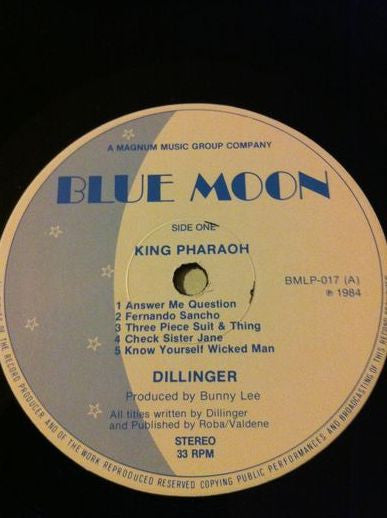 A MAGNUM MUSIC GROUP COMPANY
BLUE MOON
SIDE ONE
KING PHARAOH
BMLP-017 (A)
℗ 1984
1 Answer Me Question
2 Fernando Sancho
3 Three Piece Suit & Thing
4 Check Sister Jane
5 Know Yourself Wicked Man
DILLINGER
Produced by Bunny Lee
All titles written by Dillinger
and Published by Roba/Valdene
STEREO
33 RPM
OF THE RECORD PRODUCER AND OF THE WORK REPRODUCED RESERVED COPYING PUBLIC PERFORMANCES AND BROADCASTING OF THIS